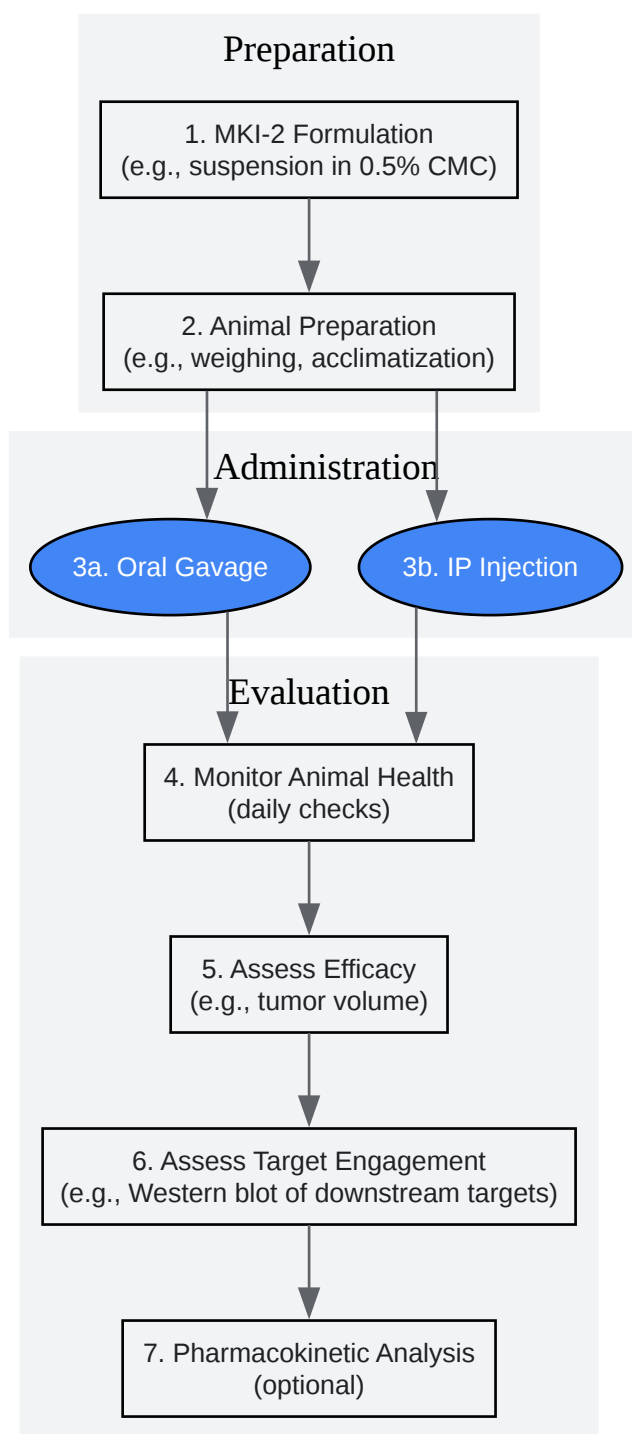 Preparation
1. MKI-2 Formulation
(e.g., suspension in 0.5% CMC)
2. Animal Preparation
(e.g., weighing, acclimatization)
Administration
3a. Oral Gavage
3b. IP Injection
Evaluation
4. Monitor Animal Health
(daily checks)
5. Assess Efficacy
(e.g., tumor volume)
6. Assess Target Engagement
(e.g., Western blot of downstream targets)
7. Pharmacokinetic Analysis
(optional)